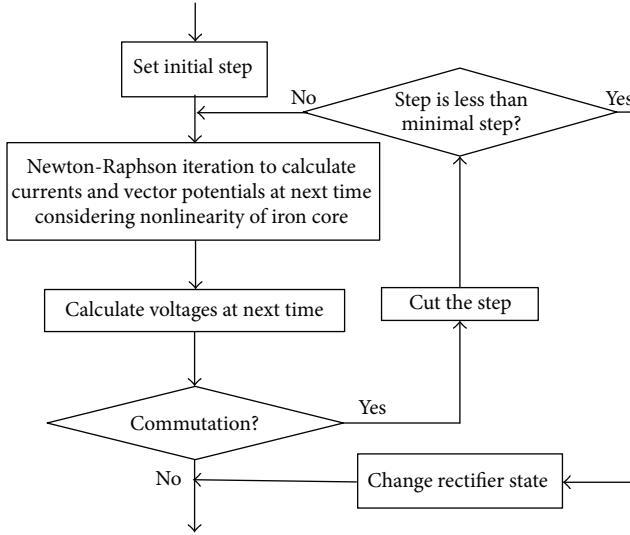 Set initial step
No
Step is less than
minimal step?
Yes
Newton-Raphson iteration to calculate
currents and vector potentials at next time
considering nonlinearity of iron core
Calculate voltages at next time
Cut the step
Commutation?
Yes
No
Change rectifier state